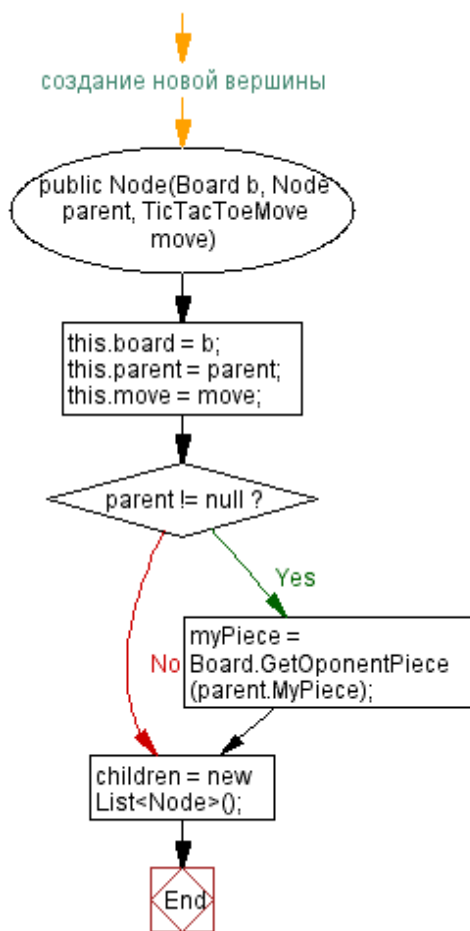 создание новой вершины
public Node(Board b, Node
parent, TicTacToeMove
move)
this.board = b;
this.parent = parent;
this.move = move;
parent != null ?
Yes
No
myPiece =
Board.GetOponentPiece
(parent.MyPiece);
children = new
List<Node>();
End